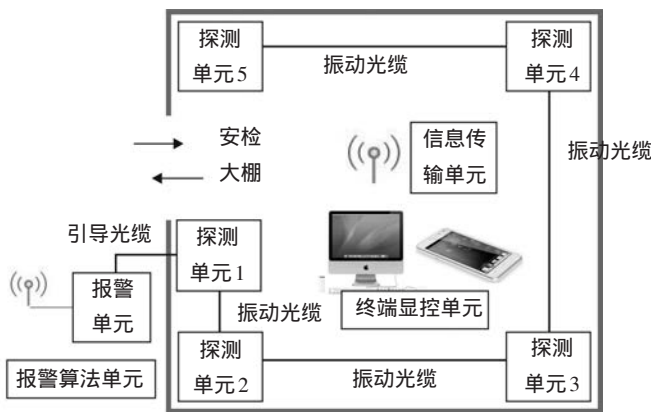 探测
单元5
振动光缆
探测
单元4
安检
大棚
信息传
输单元
振动光缆
引导光缆
探测
单元1
报警
单元
振动光缆
终端显控单元
报警算法单元
探测
单元2
振动光缆
探测
单元3